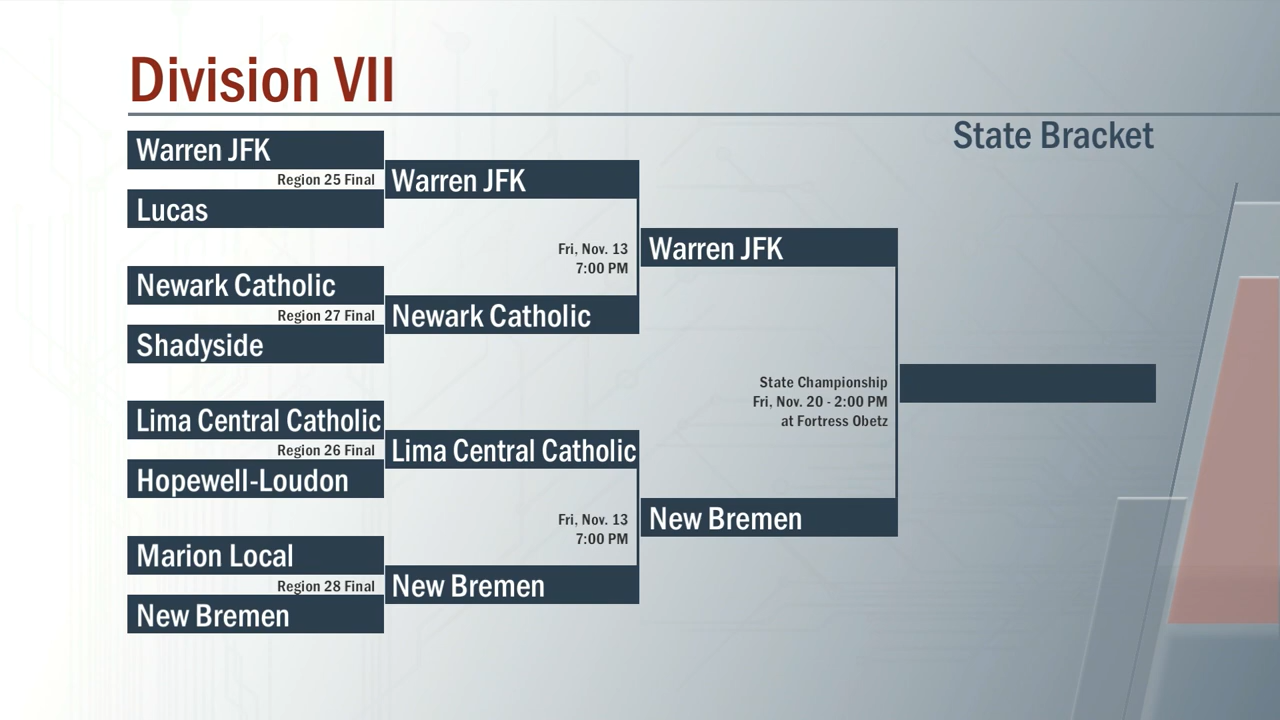 Division VII
State Bracket
Warren JFK
Region 25 Final
Lucas
Newark Catholic
Region 27 Final
Shadyside
Lima Central Catholic
Region 26 Final
Hopewell-Loudon
Marion Local
Region 28 Final
New Bremen
Warren JFK
Fri, Nov. 13
7:00 PM
Newark Catholic
Lima Central Catholic
Fri, Nov. 13
7:00 PM
New Bremen
Warren JFK
State Championship
Fri, Nov. 20 - 2:00 PM
at Fortress Obetz
New Bremen